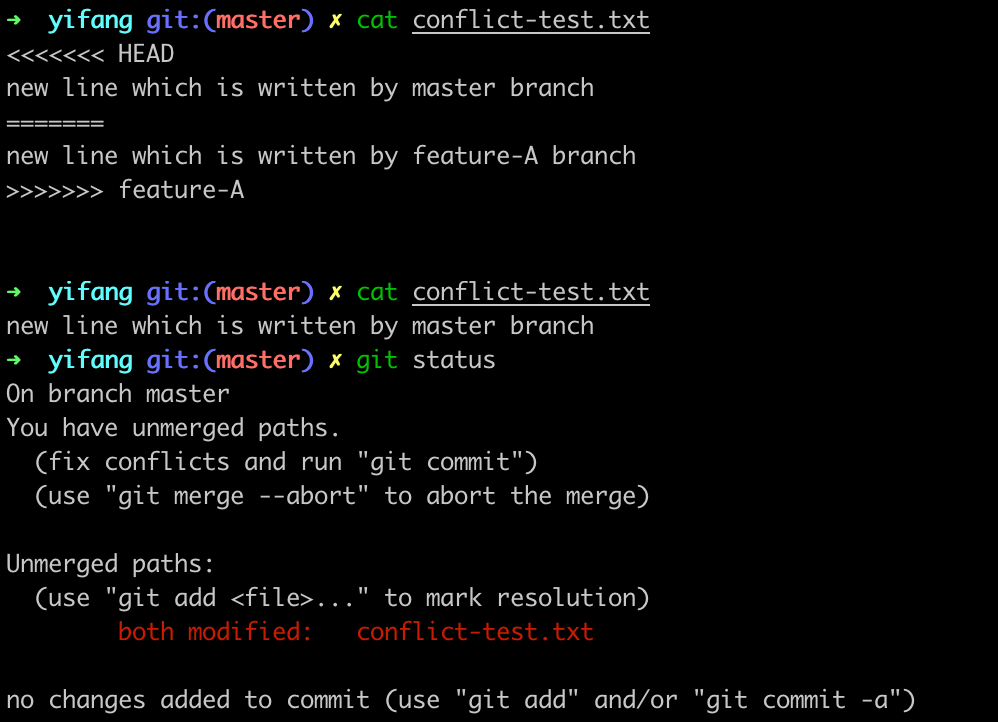 ➜  yifang git:(master) ✗ cat conflict-test.txt
<<<<<<< HEAD
new line which is written by master branch
=======
new line which is written by feature-A branch
>>>>>>> feature-A
➜  yifang git:(master) ✗ cat conflict-test.txt
new line which is written by master branch
➜  yifang git:(master) ✗ git status
On branch master
You have unmerged paths.
  (fix conflicts and run "git commit")
  (use "git merge --abort" to abort the merge)
Unmerged paths:
  (use "git add <file>..." to mark resolution)
        both modified:   conflict-test.txt
no changes added to commit (use "git add" and/or "git commit -a")